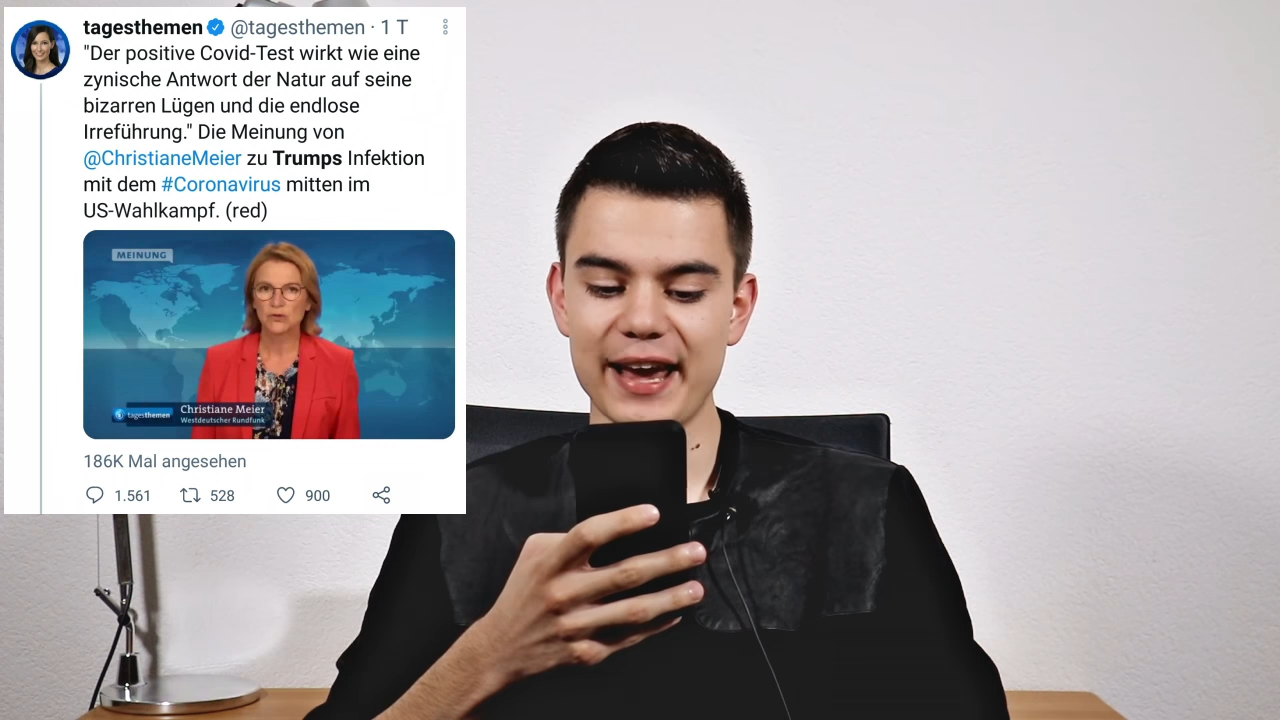 tagesthemen @tagesthemen · 1 T
"Der positive Covid-Test wirkt wie eine
zynische Antwort der Natur auf seine
bizarren Lügen und die endlose
Irreführung." Die Meinung von
@ChristianeMeier zu Trumps Infektion
mit dem #Coronavirus mitten im
US-Wahlkampf. (red)
MEINUNG
tagesthemen
Christiane Meier
Westdeutscher Rundfunk
186K Mal angesehen
1.561 528 900